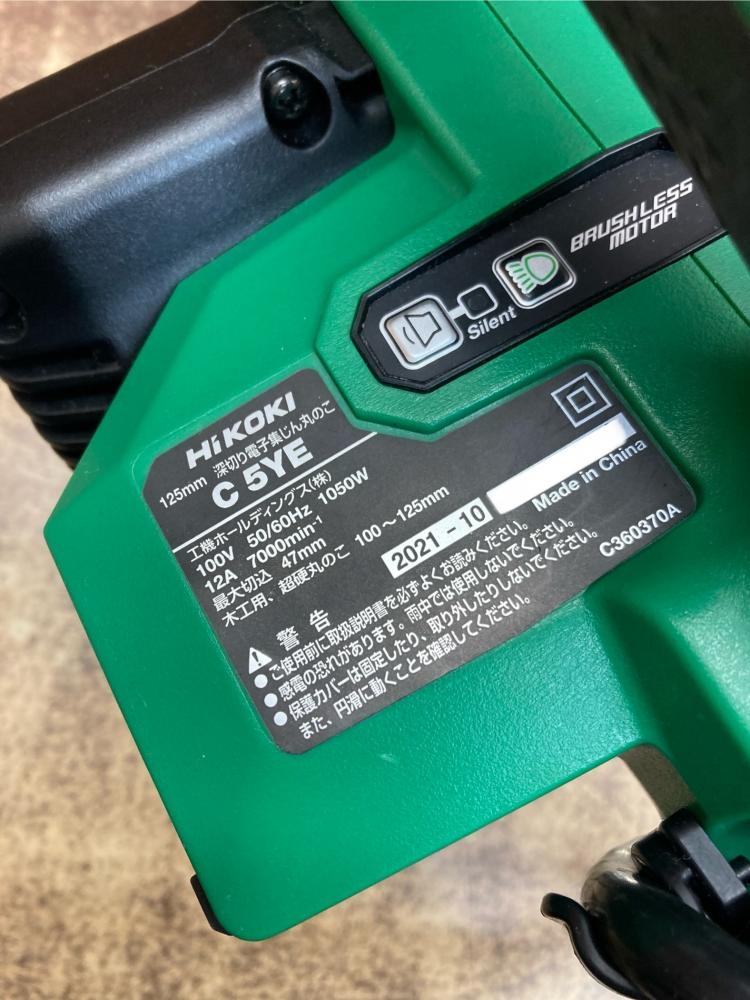 BRUSHLESS
MOTOR
Silent
HiKOKI
125mm 深切り電子集じん丸のこ
C 5YE
工機ホールディングス(株)
100V 50/60Hz 1050W
12A 7000min⁻¹
最大切込 47mm
木工用、超硬丸のこ 100～125mm
2021-10
Made in China
C360370A
警告
● ご使用前に取扱説明書を必ずよくお読みください。
● 感電の恐れがあります。雨中では使用しないでください。
● 保護カバーは固定したり、取り外したりしないでください。
また、円滑に動くことを確認してください。